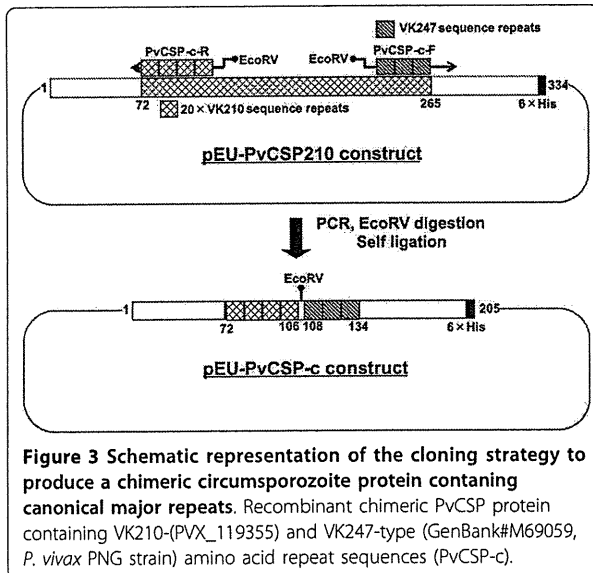 VK247 sequence repeats
PvCSP-c-R EcoRV EcoRV PvCSP-c-F
1 334
72 20 × VK210 sequence repeats 265 6 × His
pEU-PvCSP210 construct
PCR, EcoRV digestion
Self ligation
EcoRV
1 205
72 106 108 134 6 × His
pEU-PvCSP-c construct
Figure 3 Schematic representation of the cloning strategy to
produce a chimeric circumsporozoite protein contaning
canonical major repeats. Recombinant chimeric PvCSP protein
containing VK210-(PVX_119355) and VK247-type (GenBank#M69059,
P. vivax PNG strain) amino acid repeat sequences (PvCSP-c).